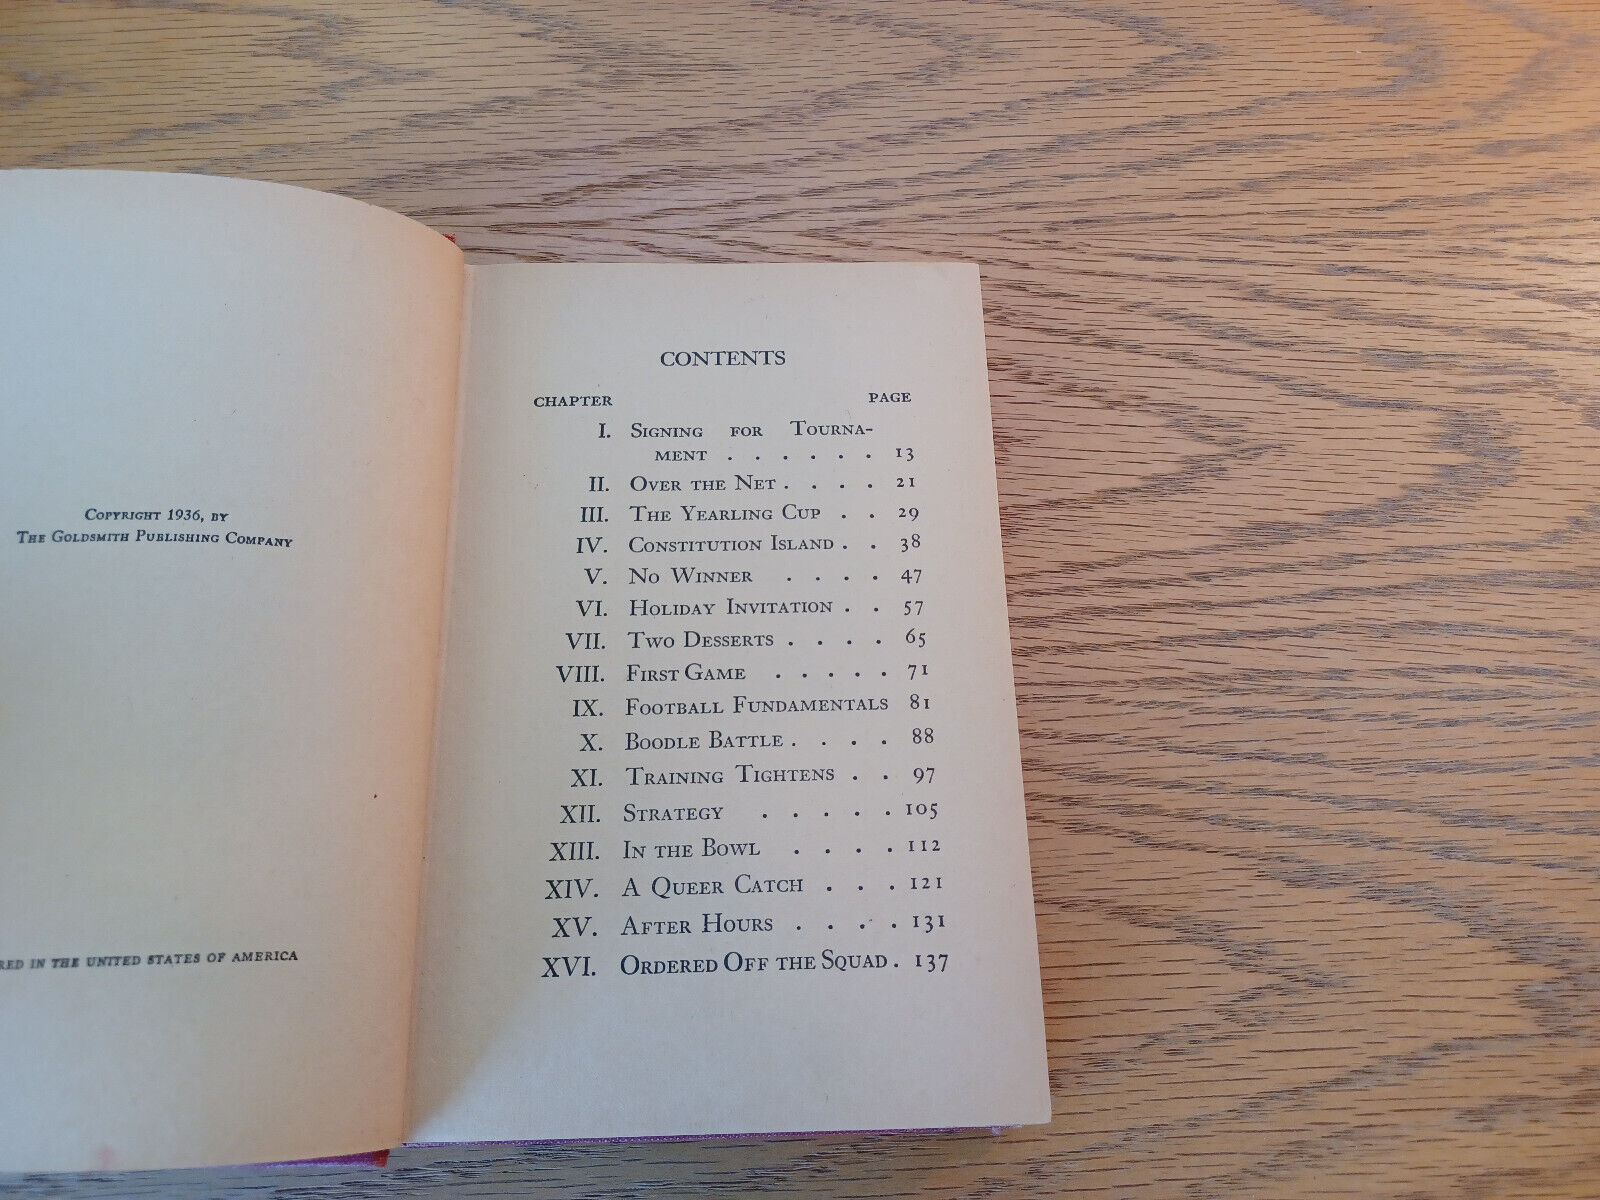 COPYRIGHT 1936, BY
THE GOLDSMITH PUBLISHING COMPANY
IN THE UNITED STATES OF AMERICA
CONTENTS
CHAPTER PAGE
I. SIGNING FOR TOURNA-
MENT . . . . . . 13
II. OVER THE NET . . . . 21
III. THE YEARLING CUP . . 29
IV. CONSTITUTION ISLAND . . 38
V. NO WINNER . . . . 47
VI. HOLIDAY INVITATION . . 57
VII. TWO DESSERTS . . . . 65
VIII. FIRST GAME . . . . . 71
IX. FOOTBALL FUNDAMENTALS 81
X. BOODLE BATTLE . . . . 88
XI. TRAINING TIGHTENS . . 97
XII. STRATEGY . . . . . 105
XIII. IN THE BOWL . . . . 112
XIV. A QUEER CATCH . . . 121
XV. AFTER HOURS . . . . 131
XVI. ORDERED OFF THE SQUAD . 137